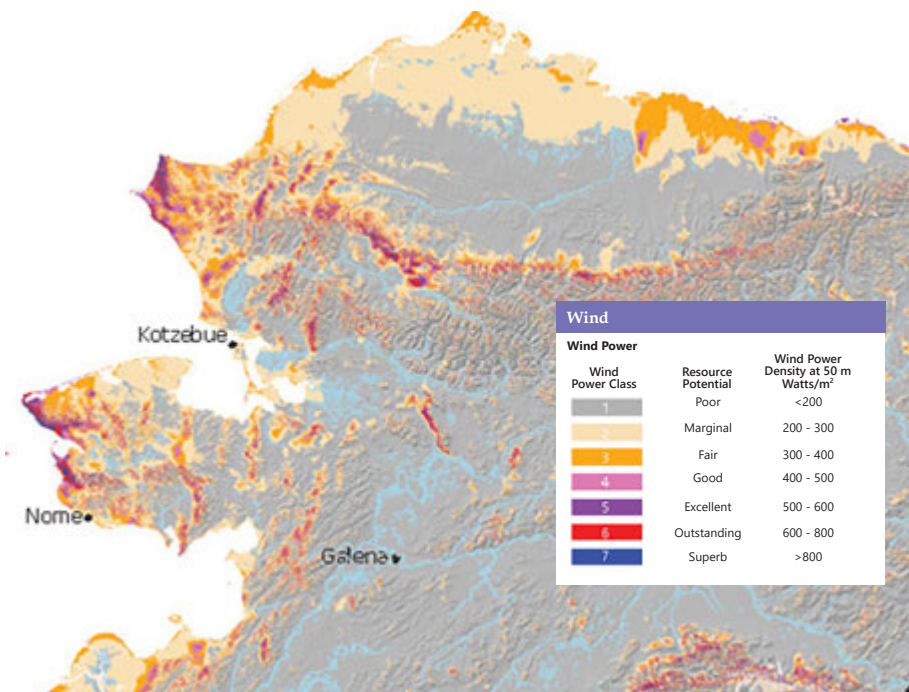 Kotzebue
Nome
Galena
Wind
Wind Power
Wind
Power Class
Resource
Potential
Wind Power
Density at 50 m
Watts/m²
1 Poor <200
2 Marginal 200 - 300
3 Fair 300 - 400
4 Good 400 - 500
5 Excellent 500 - 600
6 Outstanding 600 - 800
7 Superb >800